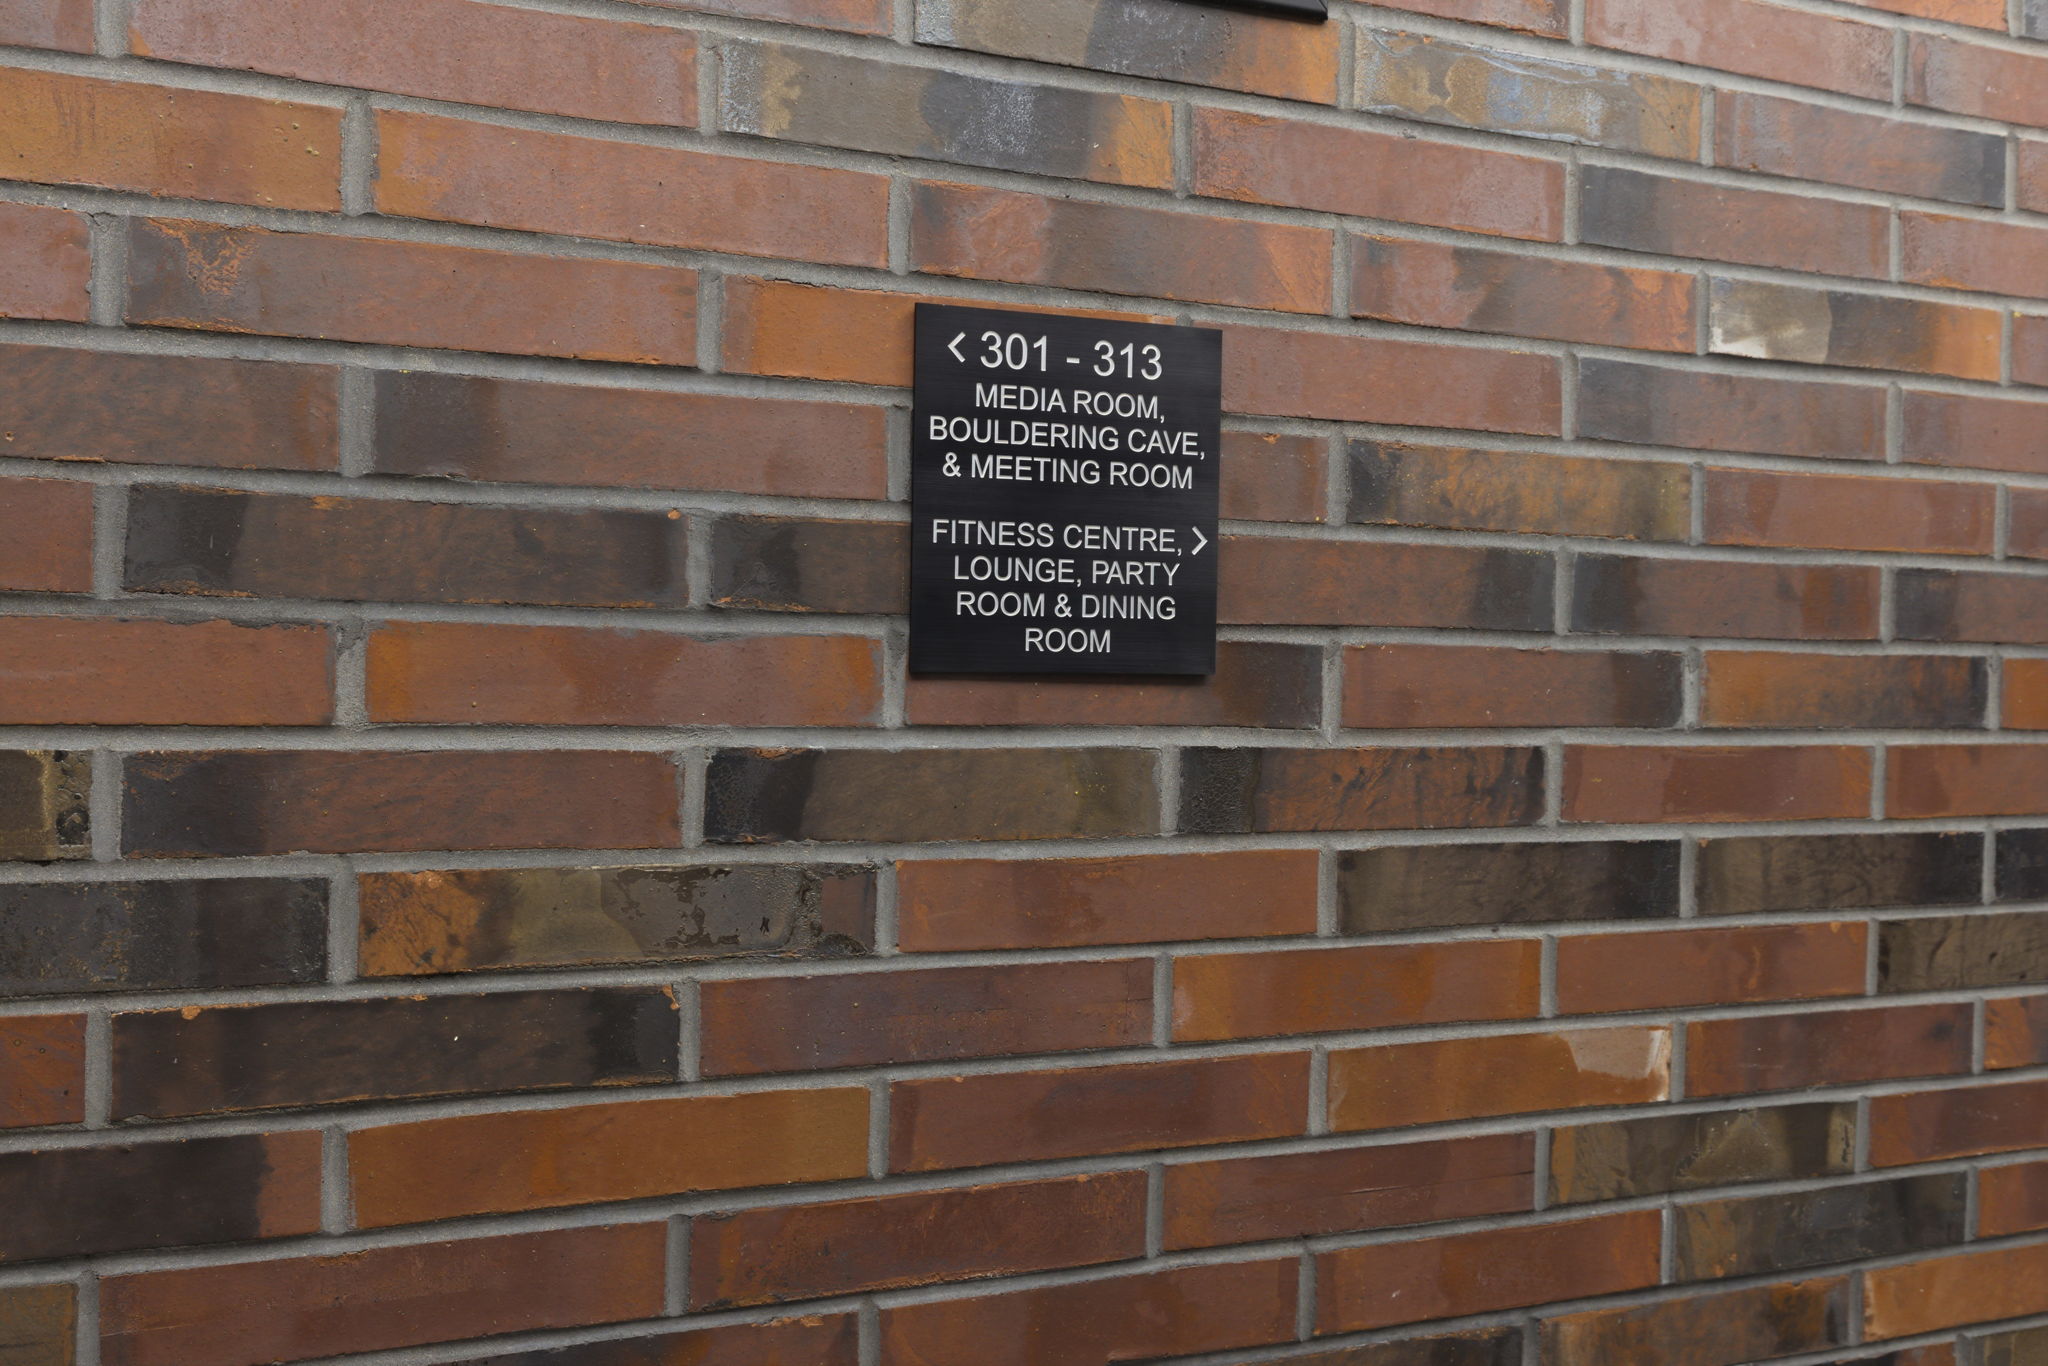 < 301 - 313
MEDIA ROOM,
BOULDERING CAVE,
& MEETING ROOM
FITNESS CENTRE, >
LOUNGE, PARTY
ROOM & DINING
ROOM